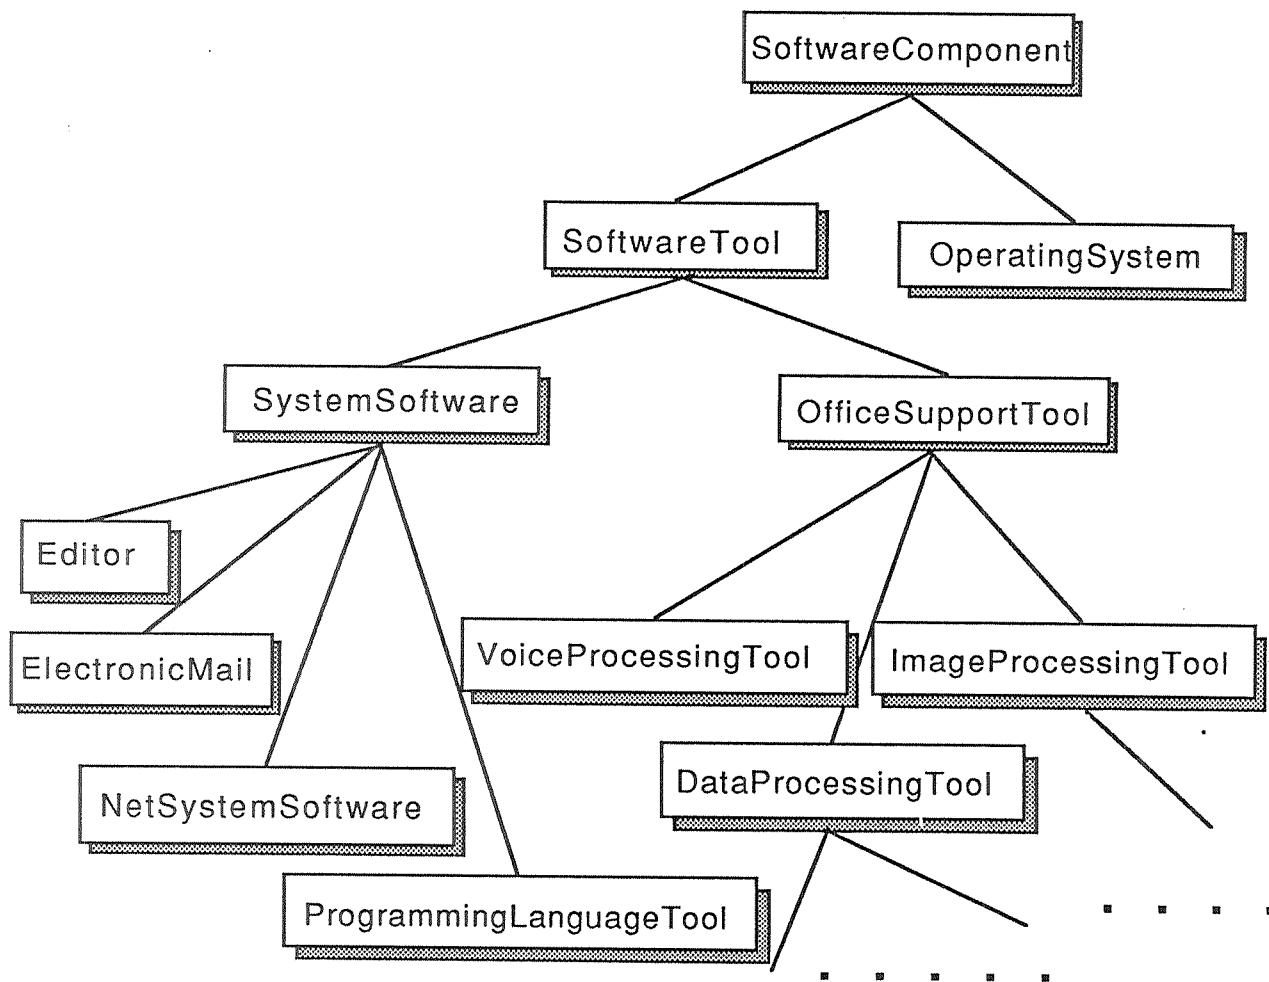 SoftwareComponent
SoftwareTool
OperatingSystem
SystemSoftware
OfficeSupportTool
Editor
ElectronicMail
VoiceProcessingTool
ImageProcessingTool
NetSystemSoftware
DataProcessingTool
ProgrammingLanguageTool